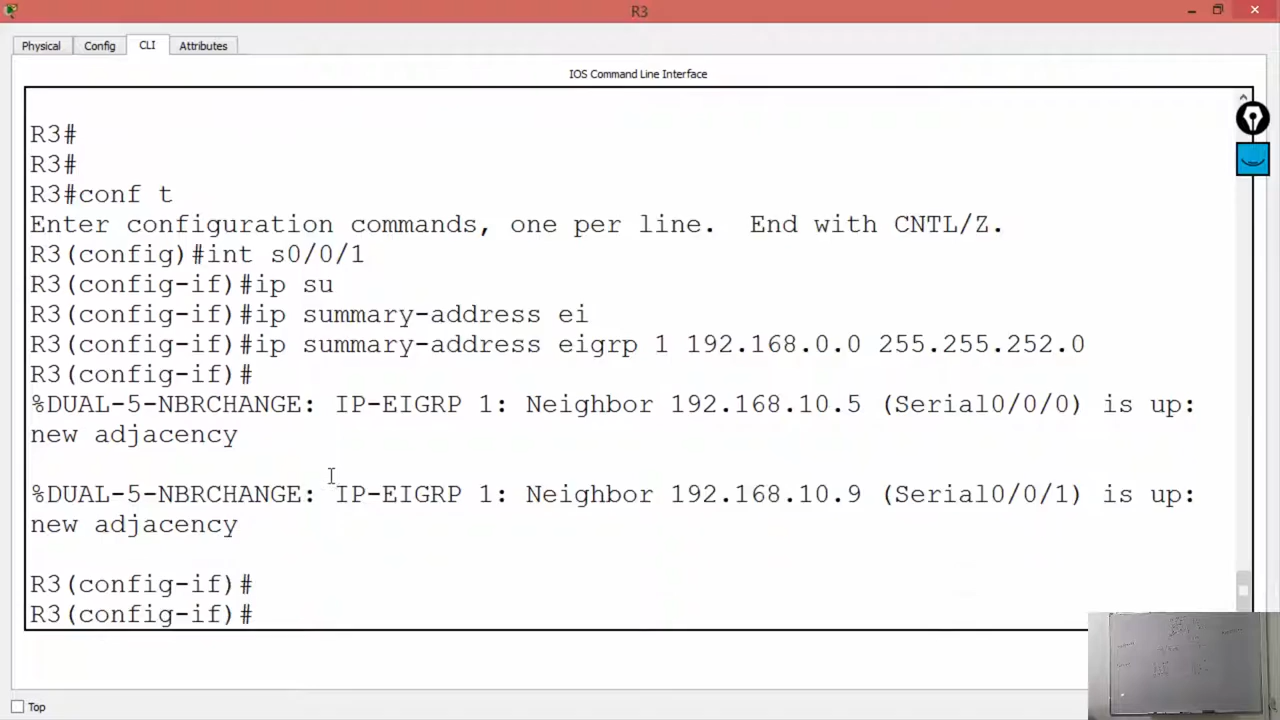 R3
Physical
Config
CLI
Attributes
IOS Command Line Interface
R3#
R3#
R3#conf t
Enter configuration commands, one per line.  End with CNTL/Z.
R3(config)#int s0/0/1
R3(config-if)#ip su
R3(config-if)#ip summary-address ei
R3(config-if)#ip summary-address eigrp 1 192.168.0.0 255.255.252.0
R3(config-if)#
%DUAL-5-NBRCHANGE: IP-EIGRP 1: Neighbor 192.168.10.5 (Serial0/0/0) is up:
new adjacency
%DUAL-5-NBRCHANGE: IP-EIGRP 1: Neighbor 192.168.10.9 (Serial0/0/1) is up:
new adjacency
R3(config-if)#
R3(config-if)#
Top